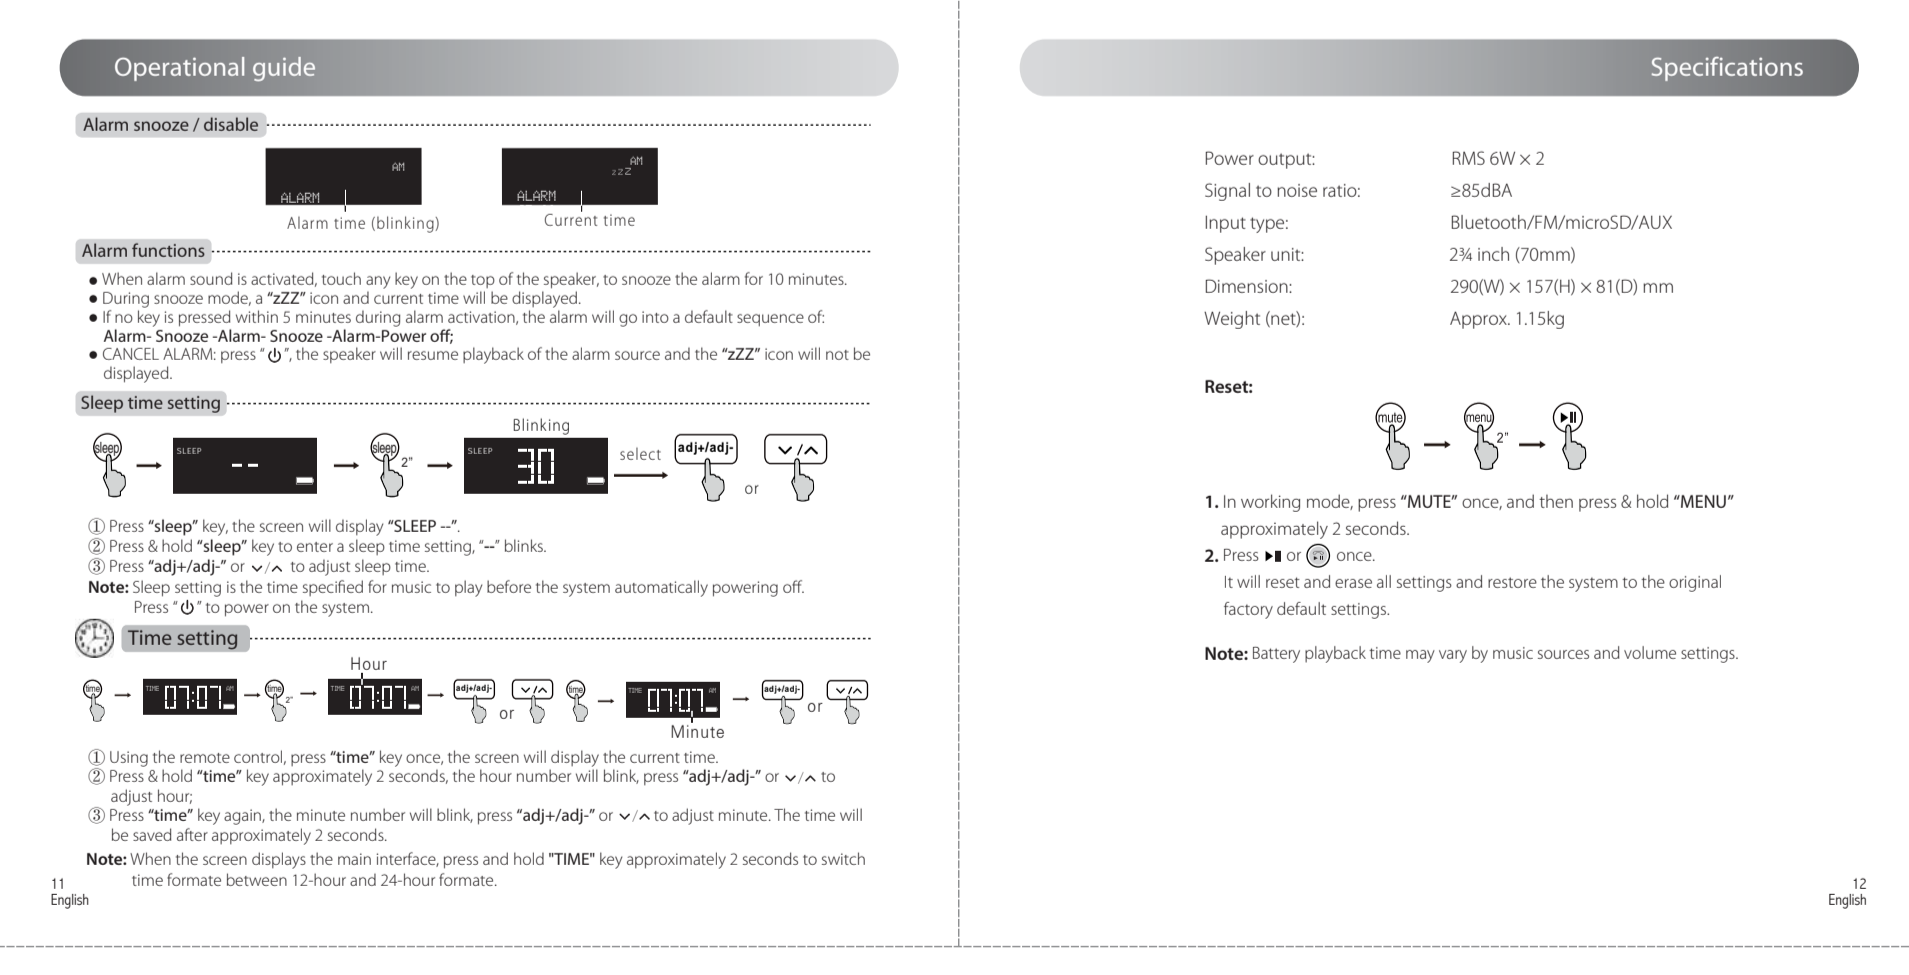 Operational guide
Alarm snooze / disable
AM
ALARM
Alarm time (blinking)
AM
zZZ
ALARM
Current time
Alarm functions
● When alarm sound is activated, touch any key on the top of the speaker, to snooze the alarm for 10 minutes.
● During snooze mode, a “zZZ” icon and current time will be displayed.
● If no key is pressed within 5 minutes during alarm activation, the alarm will go into a default sequence of:
Alarm- Snooze -Alarm- Snooze -Alarm-Power off;
● CANCEL ALARM: press “⏻”, the speaker will resume playback of the alarm source and the “zZZ” icon will not be
displayed.
Sleep time setting
Blinking
sleep
SLEEP
--
sleep
2”
SLEEP
30
select
adj+/adj-
or
∨/∧
① Press “sleep” key, the screen will display “SLEEP --”.
② Press & hold “sleep” key to enter a sleep time setting, “--” blinks.
③ Press “adj+/adj-” or ∨/∧ to adjust sleep time.
Note: Sleep setting is the time specified for music to play before the system automatically powering off.
Press “⏻” to power on the system.
Time setting
Hour
time
TIME 07:07 AM
time
2”
TIME 07:07 AM
adj+/adj-
or
∨/∧
time
TIME 07:07 AM
adj+/adj-
or
∨/∧
Minute
① Using the remote control, press “time” key once, the screen will display the current time.
② Press & hold “time” key approximately 2 seconds, the hour number will blink, press “adj+/adj-” or ∨/∧ to
adjust hour;
③ Press “time” key again, the minute number will blink, press “adj+/adj-” or ∨/∧ to adjust minute. The time will
be saved after approximately 2 seconds.
Note: When the screen displays the main interface, press and hold "TIME" key approximately 2 seconds to switch
time formate between 12-hour and 24-hour formate.
11
English
Specifications
Power output: RMS 6W × 2
Signal to noise ratio: ≥85dBA
Input type: Bluetooth/FM/microSD/AUX
Speaker unit: 2¾ inch (70mm)
Dimension: 290(W) × 157(H) × 81(D) mm
Weight (net): Approx. 1.15kg
Reset:
mute
menu
2”
1. In working mode, press “MUTE” once, and then press & hold “MENU”
approximately 2 seconds.
2. Press ⏯ or ⏯ once.
It will reset and erase all settings and restore the system to the original
factory default settings.
Note: Battery playback time may vary by music sources and volume settings.
12
English